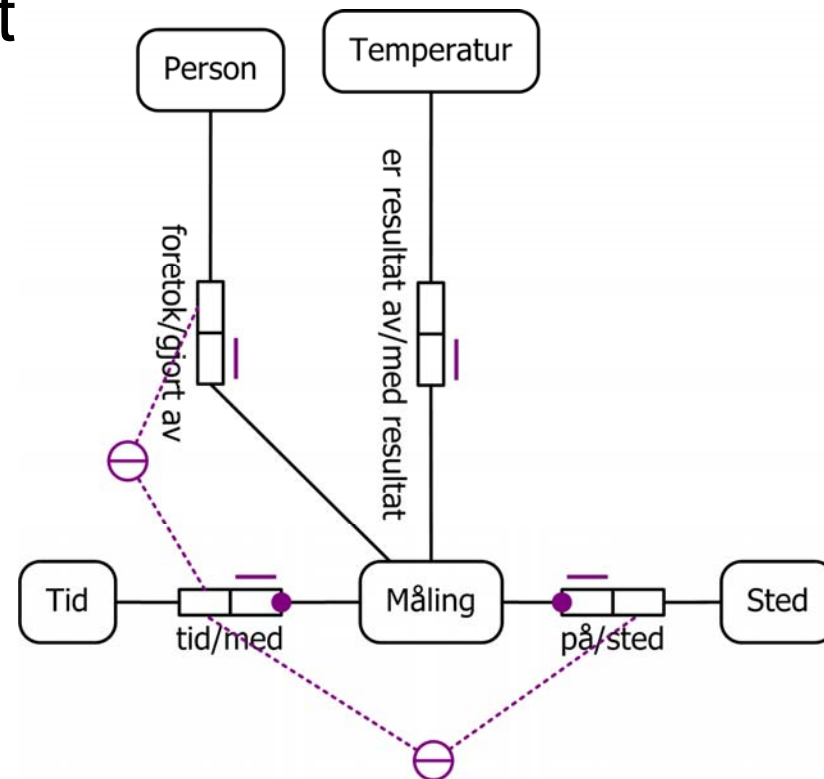 t
Person
Temperatur
foretok/gjort av
er resultat av/med resultat
Tid
Måling
Sted
tid/med
på/sted